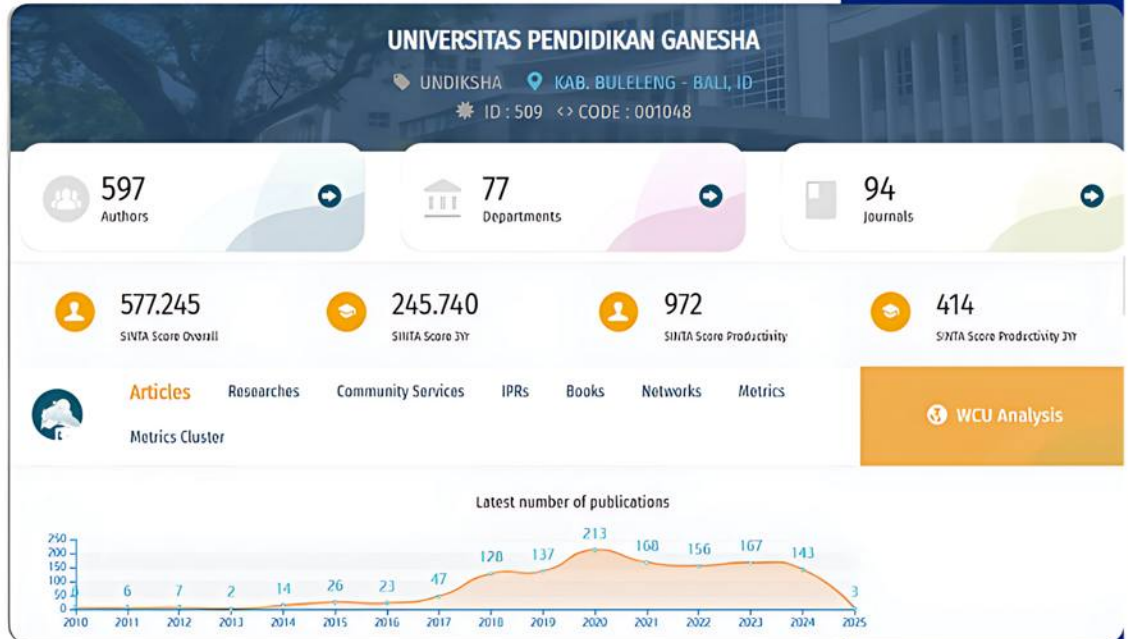 UNIVERSITAS PENDIDIKAN GANESHA
UNDIKSHA KAB. BULELENG - BALI, ID
ID : 509 <> CODE : 001048
597
Authors
77
Departments
94
Journals
577.245
SINTA Score Overall
245.740
SINTA Score 3Yr
972
SINTA Score Productivity
414
SINTA Score Productivity 3Yr
Articles Researches Community Services IPRs Books Networks Metrics
Metrics Cluster
WCU Analysis
Latest number of publications
250
200
150
100
50
0
6 7 2 14 26 23 47 128 137 213 168 156 167 143 3
2010 2011 2012 2013 2014 2015 2016 2017 2018 2019 2020 2021 2022 2023 2024 2025